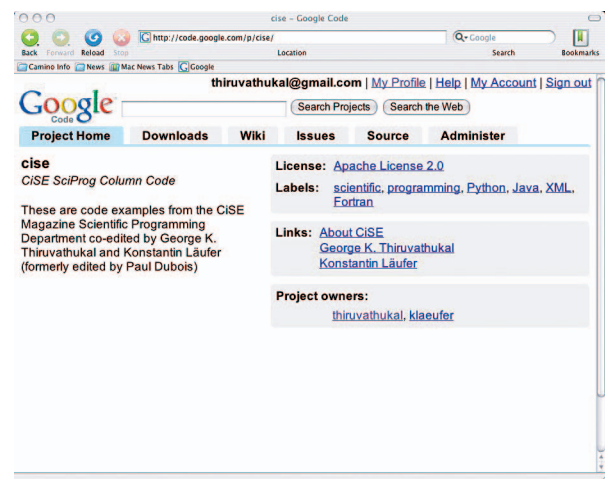 cise – Google Code
http://code.google.com/p/cise/
Google
Back Forward Reload Stop Location Search Bookmarks
Camino Info News Mac News Tabs Google
thiruvathukal@gmail.com | My Profile | Help | My Account | Sign out
Google
Code
Search Projects Search the Web
Project Home Downloads Wiki Issues Source Administer
cise
CiSE SciProg Column Code
These are code examples from the CiSE
Magazine Scientific Programming
Department co-edited by George K.
Thiruvathukal and Konstantin Läufer
(formerly edited by Paul Dubois)
License: Apache License 2.0
Labels: scientific, programming, Python, Java, XML,
Fortran
Links: About CiSE
George K. Thiruvathukal
Konstantin Läufer
Project owners:
thiruvathukal, klaeufer